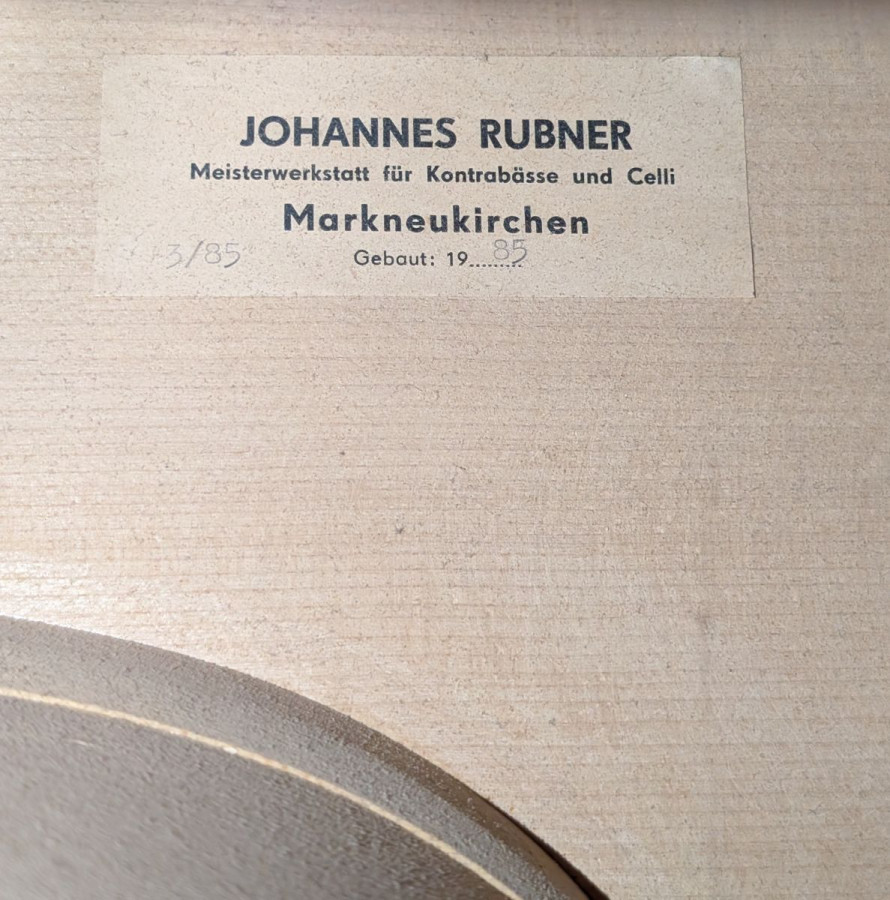 JOHANNES RUBNER
Meisterwerkstatt für Kontrabässe und Celli
Markneukirchen
3/85 Gebaut: 19 85